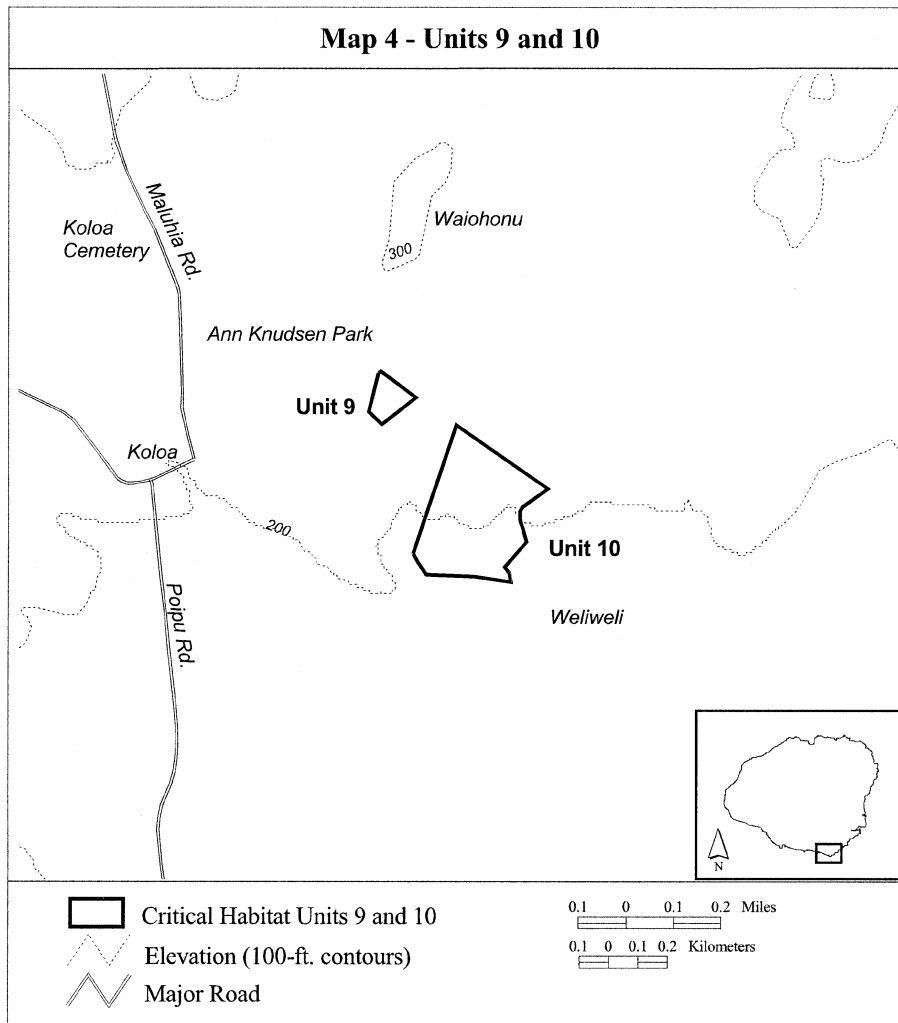 Map 4 - Units 9 and 10
Maluhia Rd.
Koloa
Cemetery
Waiohonu
300
Ann Knudsen Park
Unit 9
Koloa
200
Unit 10
Poipu Rd.
Weliweli
N
Critical Habitat Units 9 and 10
Elevation (100-ft. contours)
Major Road
0.1 0 0.1 0.2 Miles
0.1 0 0.1 0.2 Kilometers